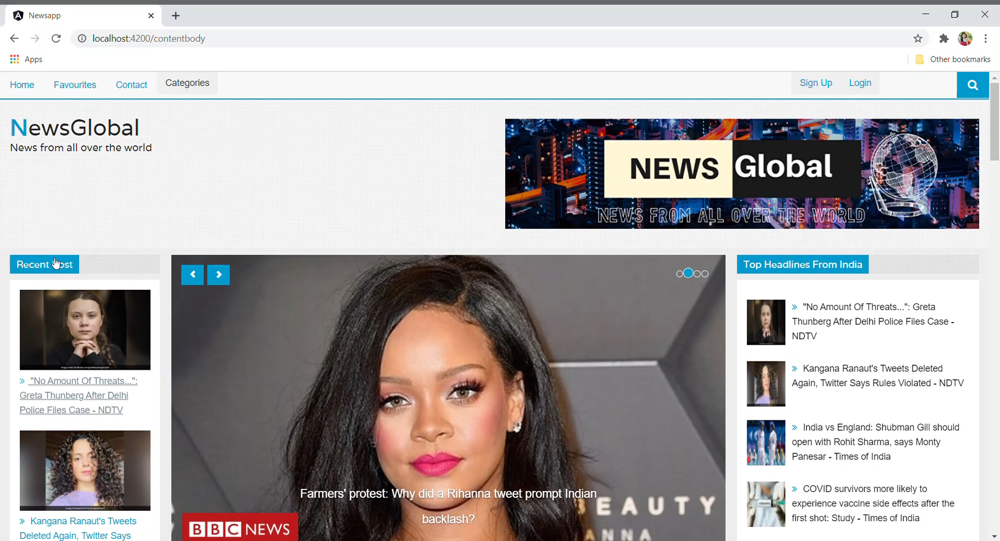 Newsapp
localhost:4200/contentbody
Apps
Other bookmarks
Home
Favourites
Contact
Categories
Sign Up
Login
NewsGlobal
News from all over the world
NEWS Global
NEWS FROM ALL OVER THE WORLD
Recent
» "No Amount Of Threats...":
Greta Thunberg After Delhi
Police Files Case - NDTV
» Kangana Ranaut's Tweets
Deleted Again, Twitter Says
Farmers' protest: Why did a Rihanna tweet prompt Indian
backlash?
BBC NEWS
EAUTY
ANNA
Top Headlines From India
» "No Amount Of Threats...": Greta
Thunberg After Delhi Police Files Case -
NDTV
» Kangana Ranaut's Tweets Deleted
Again, Twitter Says Rules Violated - NDTV
» India vs England: Shubman Gill should
open with Rohit Sharma, says Monty
Panesar - Times of India
» COVID survivors more likely to
experience vaccine side effects after the
first shot: Study - Times of India